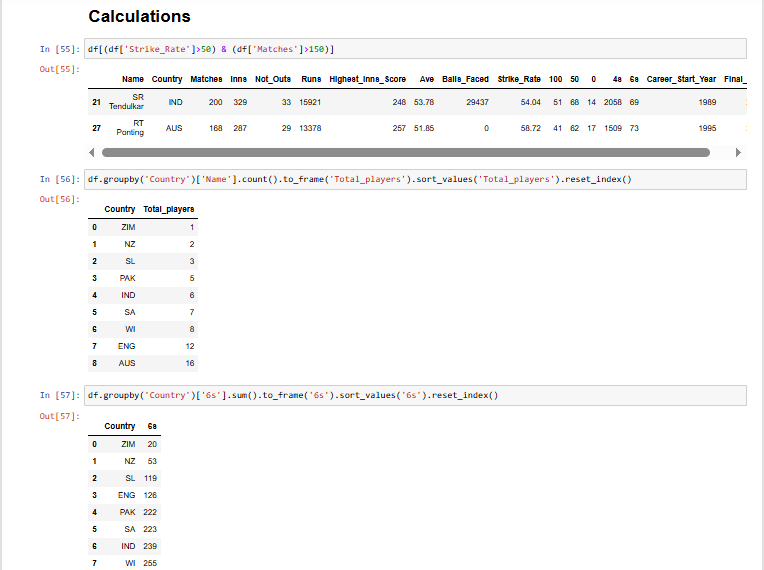 Calculations
In [55]: df[(df['Strike_Rate']>50) & (df['Matches']>150)]
Out[55]:
Name Country Matches Inns Not_Outs Runs Highest_Inns_Score Ave Balls_Faced Strike_Rate 100 50 0 4s 6s Career_Start_Year Final_
21 SR Tendulkar IND 200 329 33 15921 248 53.78 29437 54.04 51 68 14 2058 69 1989
27 RT Ponting AUS 168 287 29 13378 257 51.85 0 58.72 41 62 17 1509 73 1995
In [56]: df.groupby('Country')['Name'].count().to_frame('Total_players').sort_values('Total_players').reset_index()
Out[56]:
Country Total_players
0 ZIM 1
1 NZ 2
2 SL 3
3 PAK 5
4 IND 6
5 SA 7
6 WI 8
7 ENG 12
8 AUS 16
In [57]: df.groupby('Country')['6s'].sum().to_frame('6s').sort_values('6s').reset_index()
Out[57]:
Country 6s
0 ZIM 20
1 NZ 53
2 SL 119
3 ENG 126
4 PAK 222
5 SA 223
6 IND 239
7 WI 255